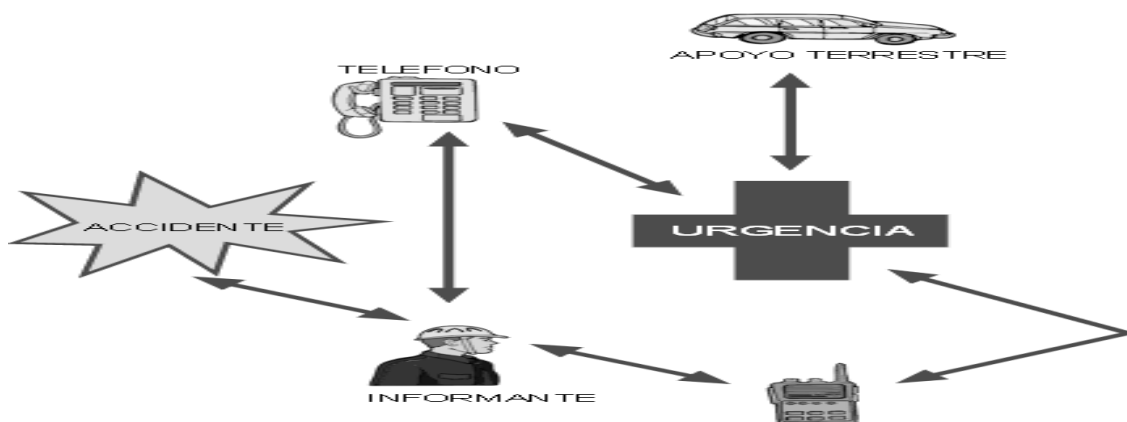 APOYO TERRESTRE
TELEFONO
ACCIDENTE
URGENCIA
INFORMANTE